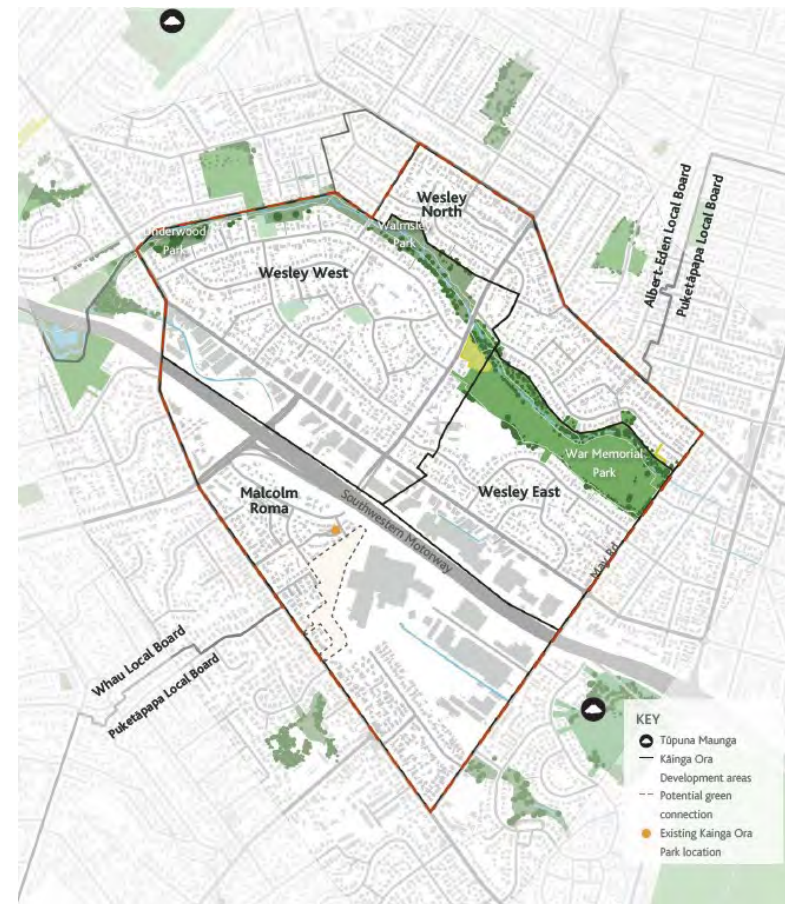 Wesley
North
Albert-Eden Local Board
Puketāpapa Local Board
Underwood
Park
Walmsley
Park
Wesley West
War Memorial
Park
Wesley East
Malcolm
Roma
Southwestern Motorway
May Rd
Whau Local Board
Puketāpapa Local Board
KEY
Tūpuna Maunga
Kāinga Ora
Development areas
Potential green
connection
Existing Kainga Ora
Park location